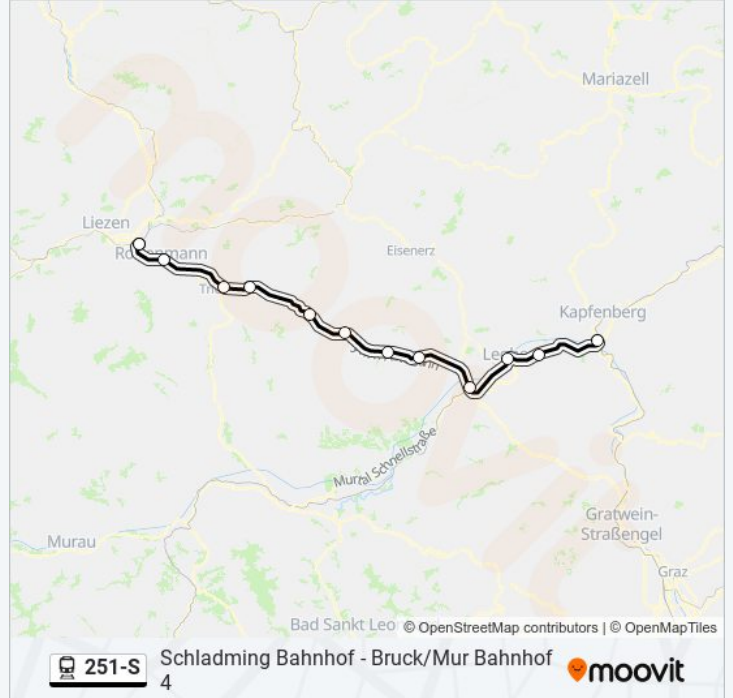 Mariazell
Liezen
Eisenerz
Kapfenberg
Murtal Schnellstraße
Gratwein-
Straßengel
Murau
Graz
Bad Sankt Leo
© OpenStreetMap contributors | © OpenMapTiles
251-S
Schladming Bahnhof - Bruck/Mur Bahnhof
4
moovit